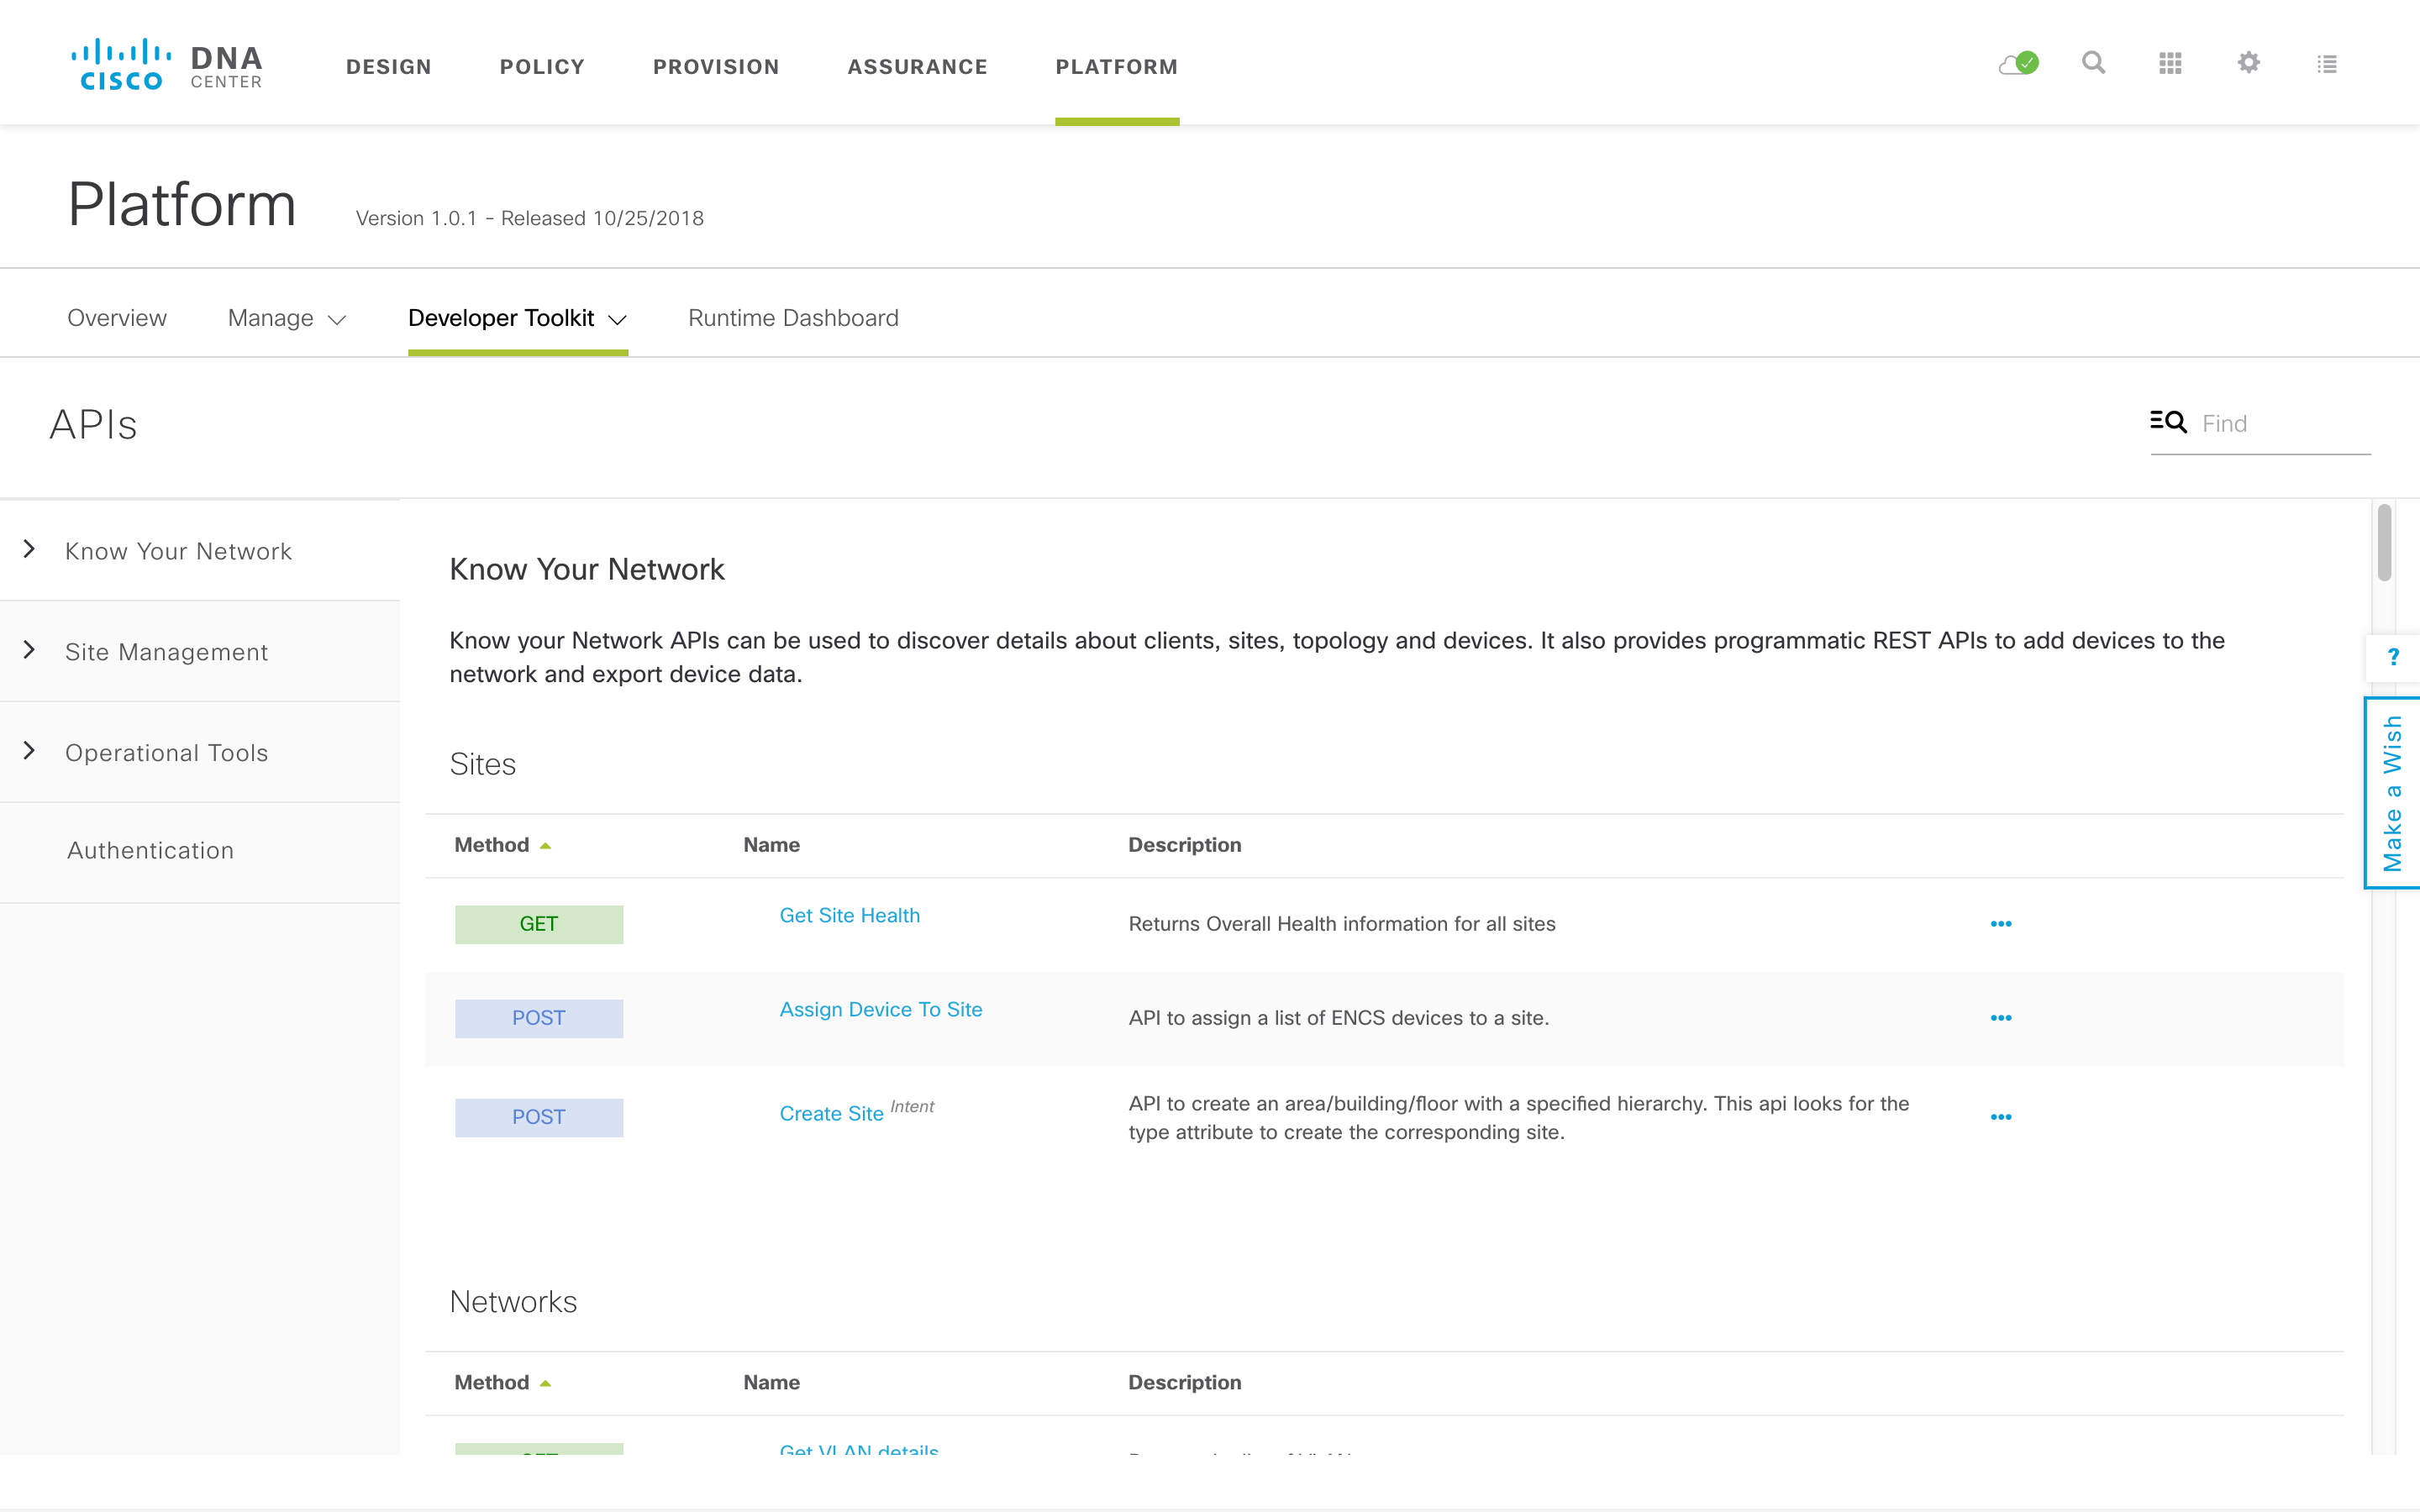 CISCO DNA CENTER
DESIGN POLICY PROVISION ASSURANCE PLATFORM
Platform Version 1.0.1 - Released 10/25/2018
Overview Manage Developer Toolkit Runtime Dashboard
APIs
Find
Know Your Network
Site Management
Operational Tools
Authentication
Know Your Network
Know your Network APIs can be used to discover details about clients, sites, topology and devices. It also provides programmatic REST APIs to add devices to the
network and export device data.
Sites
Method Name Description
GET Get Site Health Returns Overall Health information for all sites
POST Assign Device To Site API to assign a list of ENCS devices to a site.
POST Create Site Intent API to create an area/building/floor with a specified hierarchy. This api looks for the
type attribute to create the corresponding site.
Networks
Method Name Description
GET Get VLAN details
?
Make a Wish